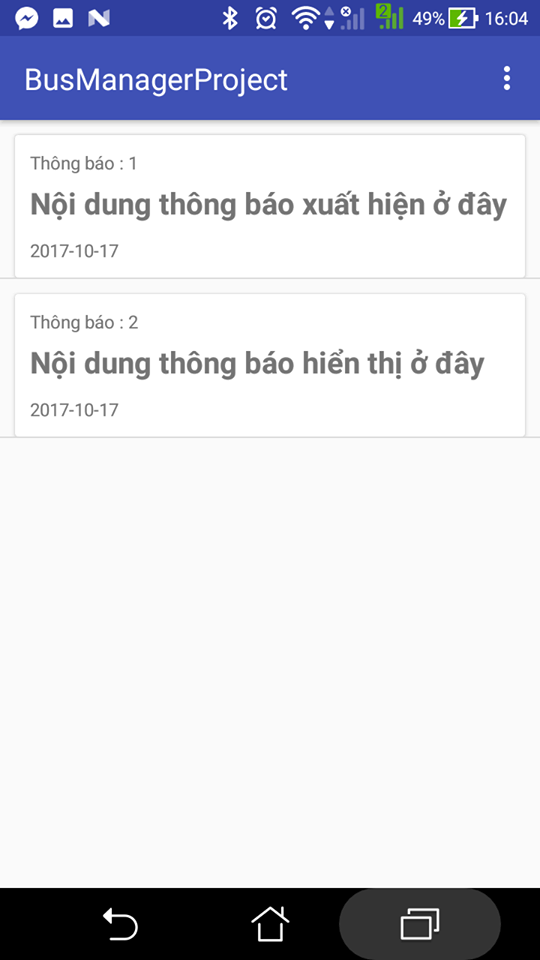 2
49%
16:04
BusManagerProject
Thông báo : 1
Nội dung thông báo xuất hiện ở đây
2017-10-17
Thông báo : 2
Nội dung thông báo hiển thị ở đây
2017-10-17